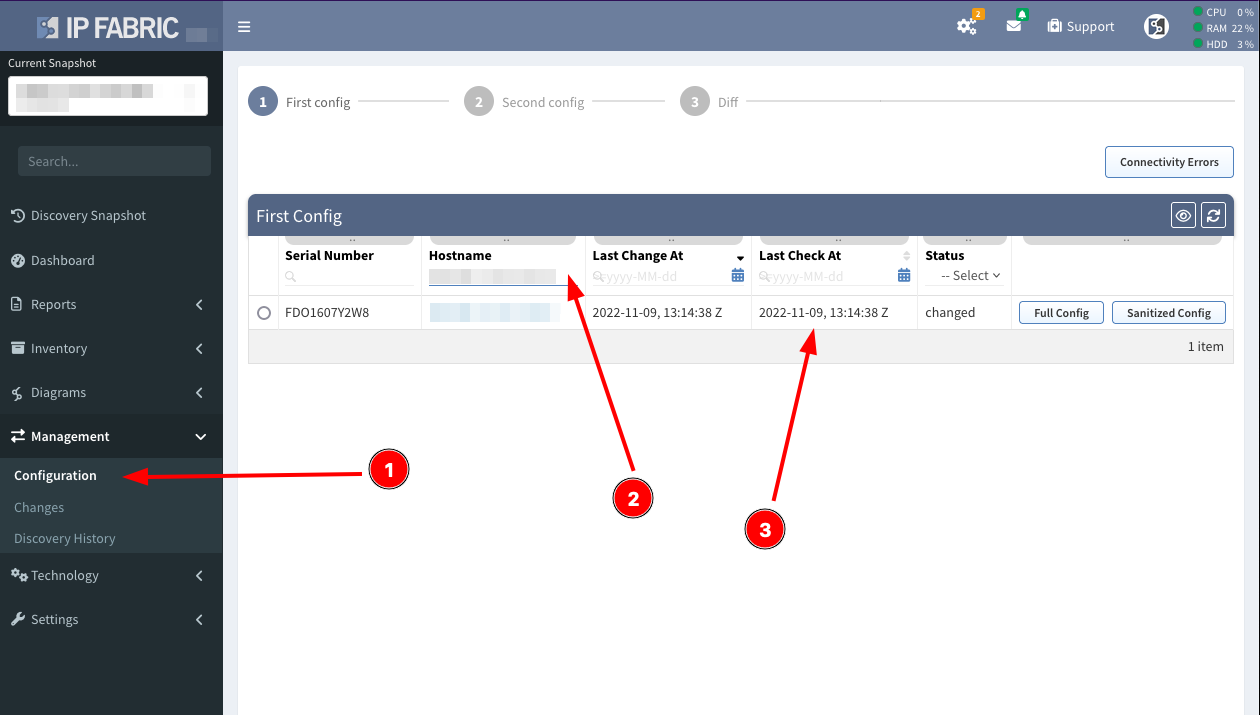 IP FABRIC
2
Support
CPU 0%
RAM 22%
HDD 3%
Current Snapshot
Search...
Discovery Snapshot
Dashboard
Reports
Inventory
Diagrams
Management
Configuration
Changes
Discovery History
Technology
Settings
1 First config
2 Second config
3 Diff
Connectivity Errors
First Config
Serial Number Hostname Last Change At Last Check At Status
yyyy-MM-dd yyyy-MM-dd -- Select
FDO1607Y2W8 2022-11-09, 13:14:38 Z 2022-11-09, 13:14:38 Z changed Full Config Sanitized Config
1 item
1
2
3